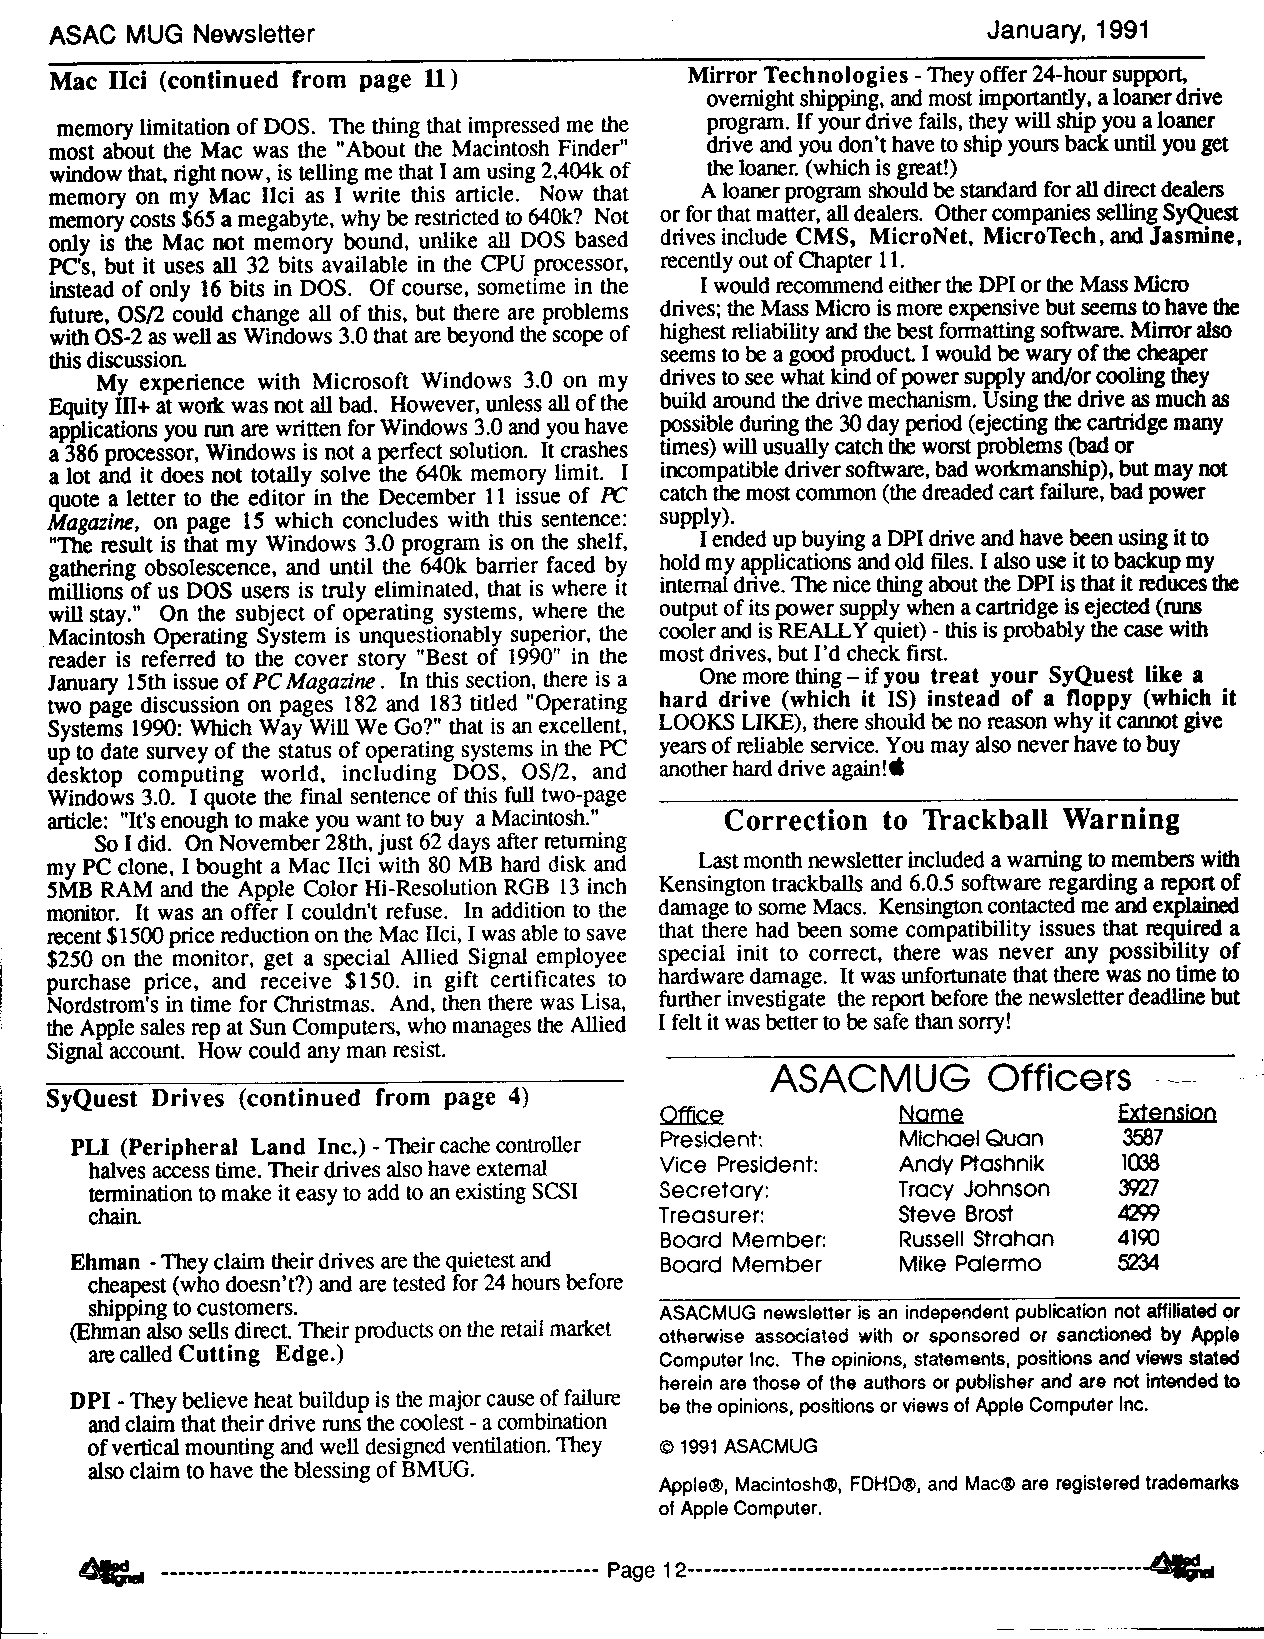 ASAC MUG Newsletter
January, 1991
Mac IIci (continued from page 11)
memory limitation of DOS. The thing that impressed me the
most about the Mac was the "About the Macintosh Finder"
window that, right now, is telling me that I am using 2,404k of
memory on my Mac IIci as I write this article. Now that
memory costs $65 a megabyte, why be restricted to 640k? Not
only is the Mac not memory bound, unlike all DOS based
PC's, but it uses all 32 bits available in the CPU processor,
instead of only 16 bits in DOS. Of course, sometime in the
future, OS/2 could change all of this, but there are problems
with OS-2 as well as Windows 3.0 that are beyond the scope of
this discussion.
My experience with Microsoft Windows 3.0 on my
Equity III+ at work was not all bad. However, unless all of the
applications you run are written for Windows 3.0 and you have
a 386 processor, Windows is not a perfect solution. It crashes
a lot and it does not totally solve the 640k memory limit. I
quote a letter to the editor in the December 11 issue of PC
Magazine, on page 15 which concludes with this sentence:
"The result is that my Windows 3.0 program is on the shelf,
gathering obsolescence, and until the 640k barrier faced by
millions of us DOS users is truly eliminated, that is where it
will stay." On the subject of operating systems, where the
Macintosh Operating System is unquestionably superior, the
reader is referred to the cover story "Best of 1990" in the
January 15th issue of PC Magazine. In this section, there is a
two page discussion on pages 182 and 183 titled "Operating
Systems 1990: Which Way Will We Go?" that is an excellent,
up to date survey of the status of operating systems in the PC
desktop computing world, including DOS, OS/2, and
Windows 3.0. I quote the final sentence of this full two-page
article: "It's enough to make you want to buy a Macintosh."
So I did. On November 28th, just 62 days after returning
my PC clone, I bought a Mac IIci with 80 MB hard disk and
5MB RAM and the Apple Color Hi-Resolution RGB 13 inch
monitor. It was an offer I couldn't refuse. In addition to the
recent $1500 price reduction on the Mac IIci, I was able to save
$250 on the monitor, get a special Allied Signal employee
purchase price, and receive $150. in gift certificates to
Nordstrom's in time for Christmas. And, then there was Lisa,
the Apple sales rep at Sun Computers, who manages the Allied
Signal account. How could any man resist.
SyQuest Drives (continued from page 4)
PLI (Peripheral Land Inc.) - Their cache controller
halves access time. Their drives also have external
termination to make it easy to add to an existing SCSI
chain.
Ehman - They claim their drives are the quietest and
cheapest (who doesn't?) and are tested for 24 hours before
shipping to customers.
(Ehman also sells direct. Their products on the retail market
are called Cutting Edge.)
DPI - They believe heat buildup is the major cause of failure
and claim that their drive runs the coolest - a combination
of vertical mounting and well designed ventilation. They
also claim to have the blessing of BMUG.
Mirror Technologies - They offer 24-hour support,
overnight shipping, and most importantly, a loaner drive
program. If your drive fails, they will ship you a loaner
drive and you don't have to ship yours back until you get
the loaner. (which is great!)
A loaner program should be standard for all direct dealers
or for that matter, all dealers. Other companies selling SyQuest
drives include CMS, MicroNet, MicroTech, and Jasmine,
recently out of Chapter 11.
I would recommend either the DPI or the Mass Micro
drives; the Mass Micro is more expensive but seems to have the
highest reliability and the best formatting software. Mirror also
seems to be a good product. I would be wary of the cheaper
drives to see what kind of power supply and/or cooling they
build around the drive mechanism. Using the drive as much as
possible during the 30 day period (ejecting the cartridge many
times) will usually catch the worst problems (bad or
incompatible driver software, bad workmanship), but may not
catch the most common (the dreaded cart failure, bad power
supply).
I ended up buying a DPI drive and have been using it to
hold my applications and old files. I also use it to backup my
internal drive. The nice thing about the DPI is that it reduces the
output of its power supply when a cartridge is ejected (runs
cooler and is REALLY quiet) - this is probably the case with
most drives, but I'd check first.
One more thing – if you treat your SyQuest like a
hard drive (which it IS) instead of a floppy (which it
LOOKS LIKE), there should be no reason why it cannot give
years of reliable service. You may also never have to buy
another hard drive again!
Correction to Trackball Warning
Last month newsletter included a warning to members with
Kensington trackballs and 6.0.5 software regarding a report of
damage to some Macs. Kensington contacted me and explained
that there had been some compatibility issues that required a
special init to correct, there was never any possibility of
hardware damage. It was unfortunate that there was no time to
further investigate the report before the newsletter deadline but
I felt it was better to be safe than sorry!
ASACMUG Officers
Office Name Extension
President: Michael Quan 3587
Vice President: Andy Ptashnik 1038
Secretary: Tracy Johnson 3927
Treasurer: Steve Brost 4299
Board Member: Russell Strahan 4190
Board Member Mike Palermo 5234
ASACMUG newsletter is an independent publication not affiliated or
otherwise associated with or sponsored or sanctioned by Apple
Computer Inc. The opinions, statements, positions and views stated
herein are those of the authors or publisher and are not intended to
be the opinions, positions or views of Apple Computer Inc.
© 1991 ASACMUG
Apple®, Macintosh®, FDHD®, and Mac® are registered trademarks
of Apple Computer.
Allied Signal Page 12 Allied Signal